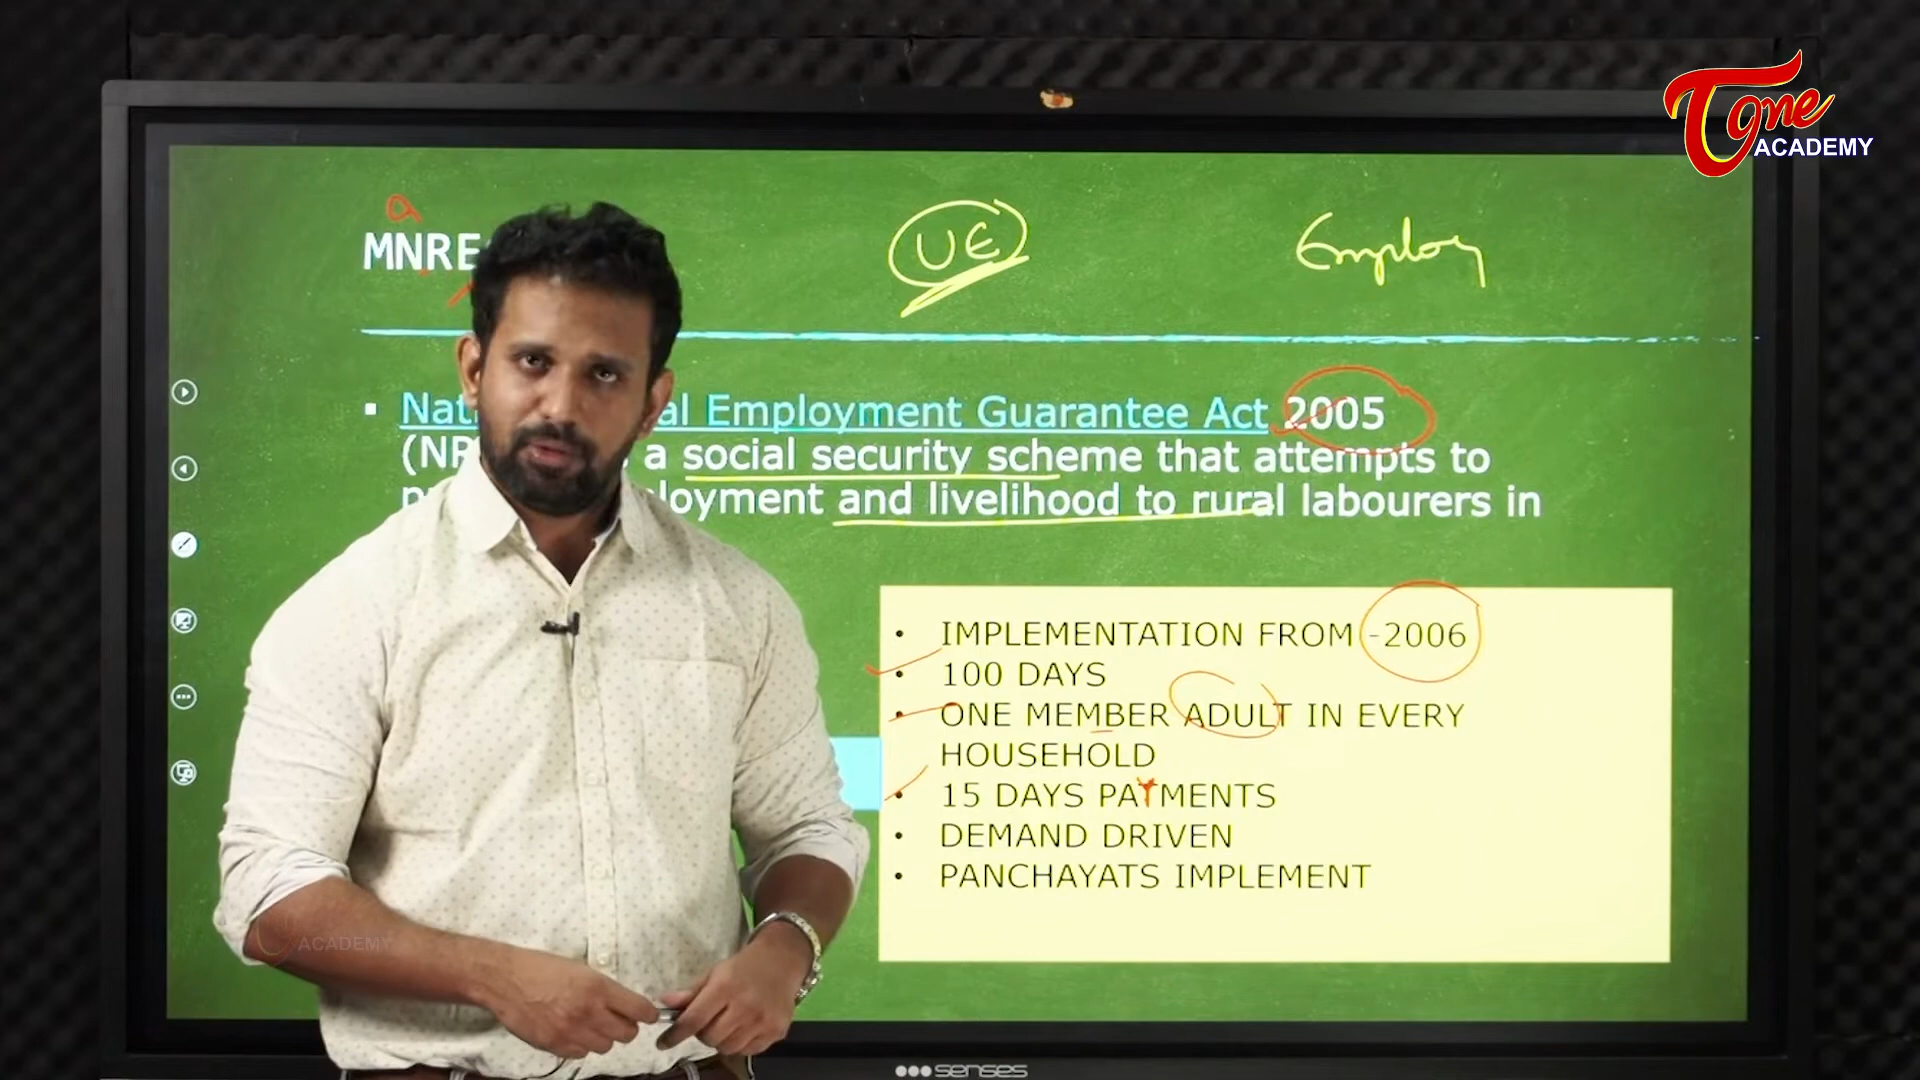 Tone
ACADEMY
a
MNRE
UE
Employ
Nat al Employment Guarantee Act 2005
a social security scheme that attempts to
loyment and livelihood to rural labourers in
• IMPLEMENTATION FROM -2006
• 100 DAYS
• ONE MEMBER ADULT IN EVERY
HOUSEHOLD
• 15 DAYS PAYMENTS
• DEMAND DRIVEN
• PANCHAYATS IMPLEMENT
ACADEMY
senses